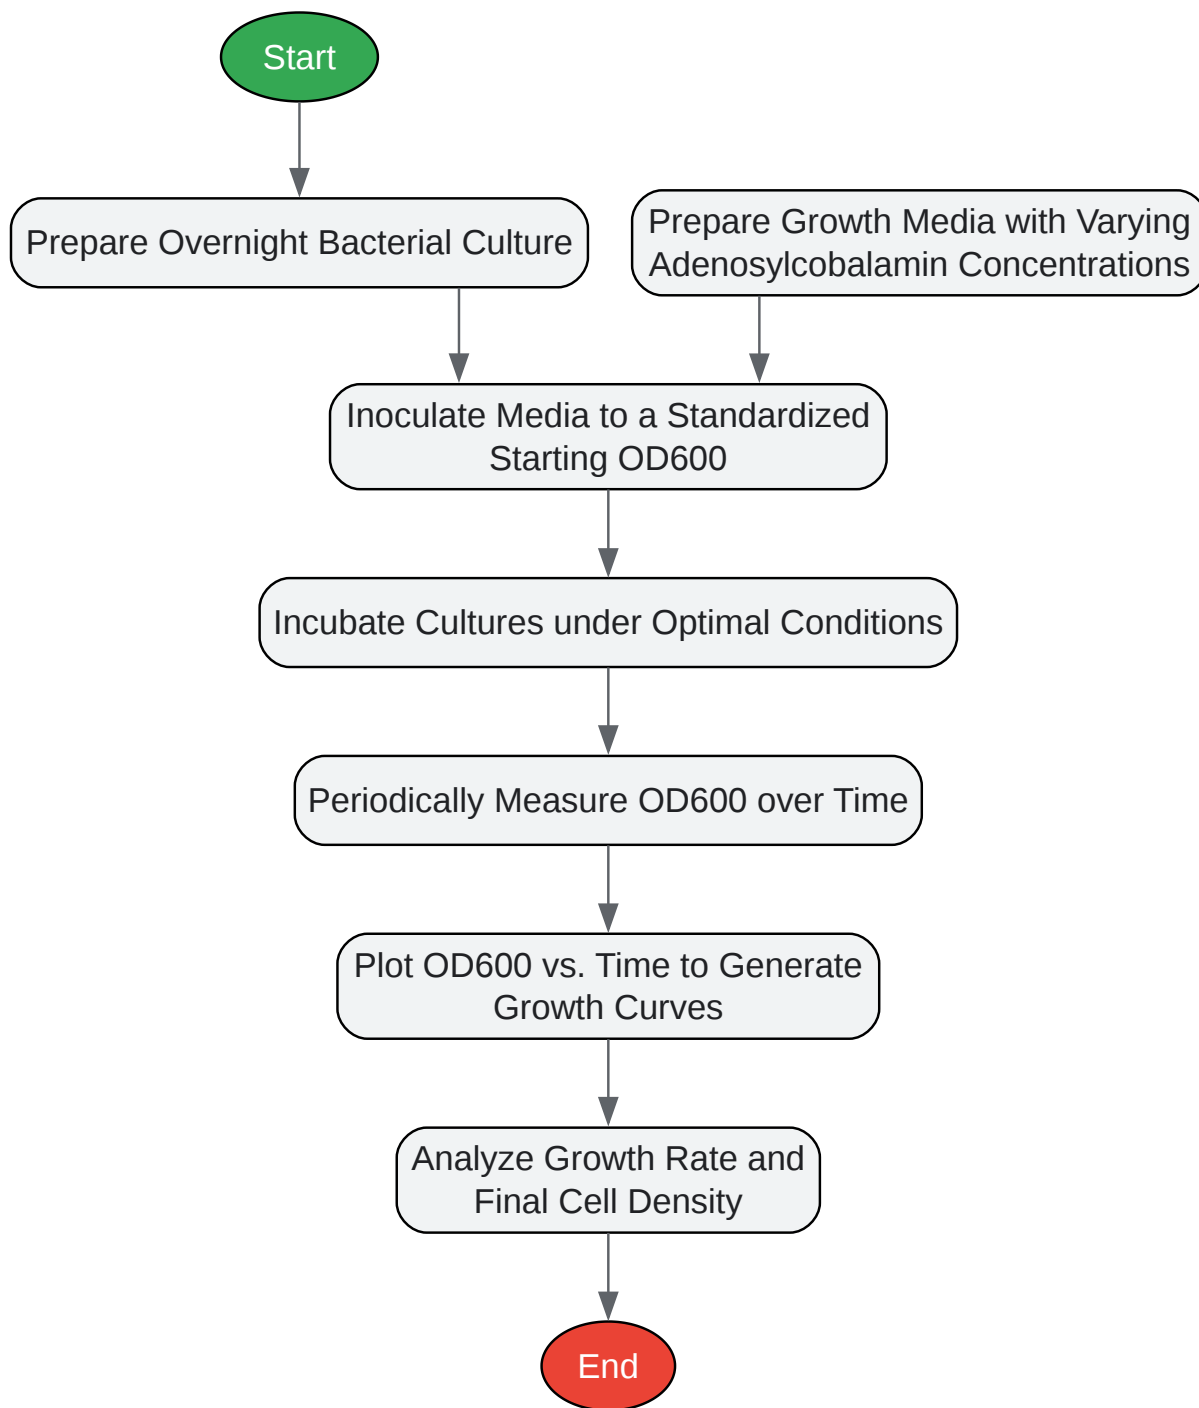 Start
Prepare Overnight Bacterial Culture
Prepare Growth Media with Varying
Adenosylcobalamin Concentrations
Inoculate Media to a Standardized
Starting OD600
Incubate Cultures under Optimal Conditions
Periodically Measure OD600 over Time
Plot OD600 vs. Time to Generate
Growth Curves
Analyze Growth Rate and
Final Cell Density
End